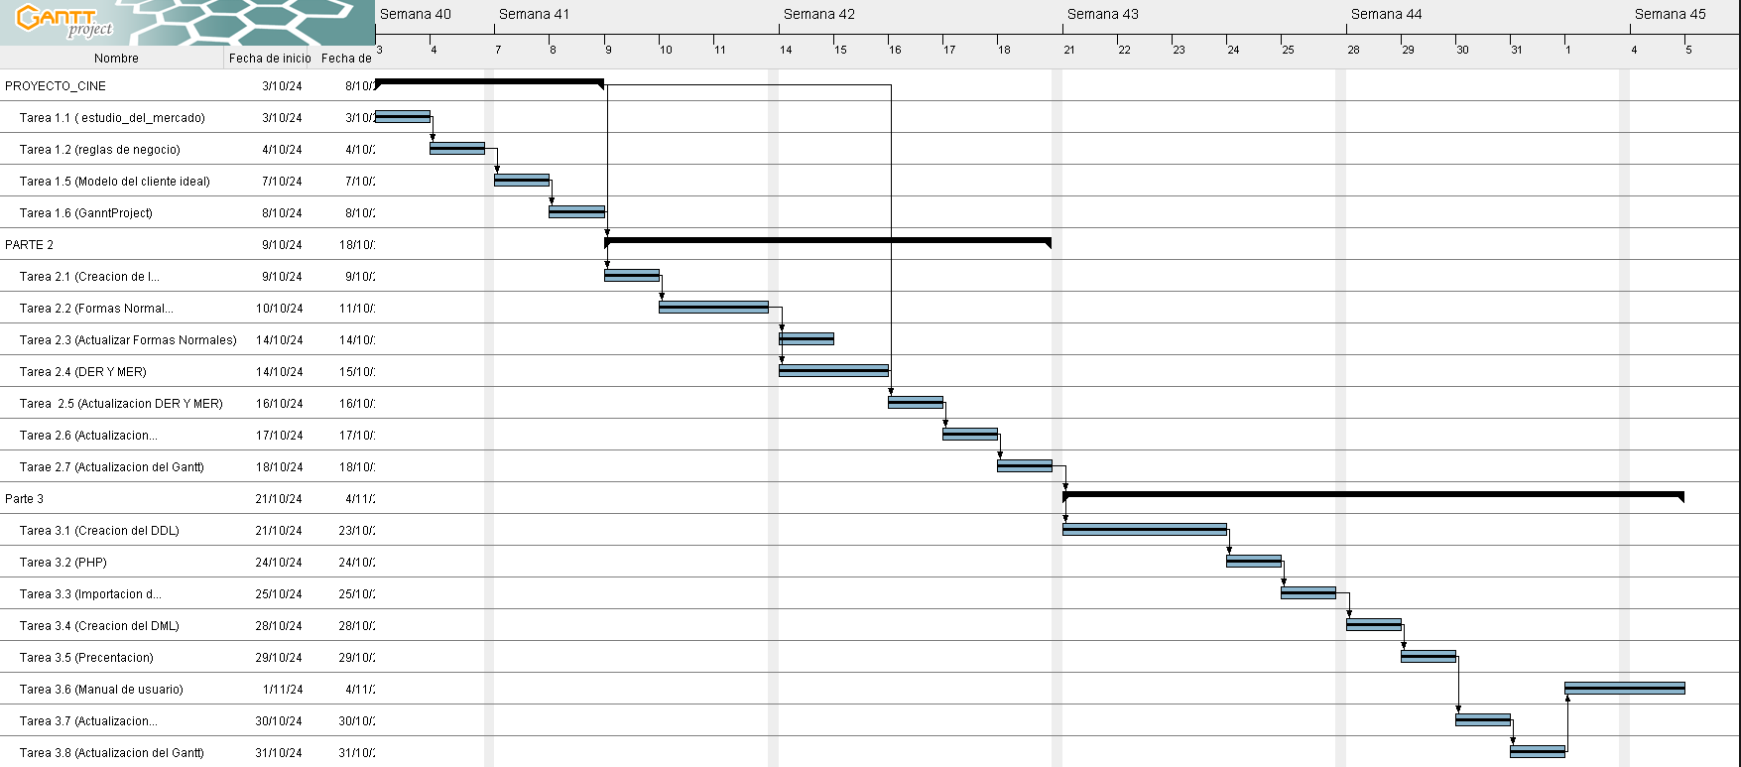 GANTT
project
Semana 40 Semana 41 Semana 42 Semana 43 Semana 44 Semana 45
3 4 7 8 9 10 11 14 15 16 17 18 21 22 23 24 25 28 29 30 31 1 4 5
Nombre Fecha de inicio Fecha de
PROYECTO_CINE 3/10/24 8/10/
Tarea 1.1 ( estudio_del_mercado) 3/10/24 3/10/
Tarea 1.2 (reglas de negocio) 4/10/24 4/10/
Tarea 1.5 (Modelo del cliente ideal) 7/10/24 7/10/
Tarea 1.6 (GanntProject) 8/10/24 8/10/
PARTE 2 9/10/24 18/10/
Tarea 2.1 (Creacion de l... 9/10/24 9/10/
Tarea 2.2 (Formas Normal... 10/10/24 11/10/
Tarea 2.3 (Actualizar Formas Normales) 14/10/24 14/10/
Tarea 2.4 (DER Y MER) 14/10/24 15/10/
Tarea 2.5 (Actualizacion DER Y MER) 16/10/24 16/10/
Tarea 2.6 (Actualizacion... 17/10/24 17/10/
Tarae 2.7 (Actualizacion del Gantt) 18/10/24 18/10/
Parte 3 21/10/24 4/11/
Tarea 3.1 (Creacion del DDL) 21/10/24 23/10/
Tarea 3.2 (PHP) 24/10/24 24/10/
Tarea 3.3 (Importacion d... 25/10/24 25/10/
Tarea 3.4 (Creacion del DML) 28/10/24 28/10/
Tarea 3.5 (Precentacion) 29/10/24 29/10/
Tarea 3.6 (Manual de usuario) 1/11/24 4/11/
Tarea 3.7 (Actualizacion... 30/10/24 30/10/
Tarea 3.8 (Actualizacion del Gantt) 31/10/24 31/10/